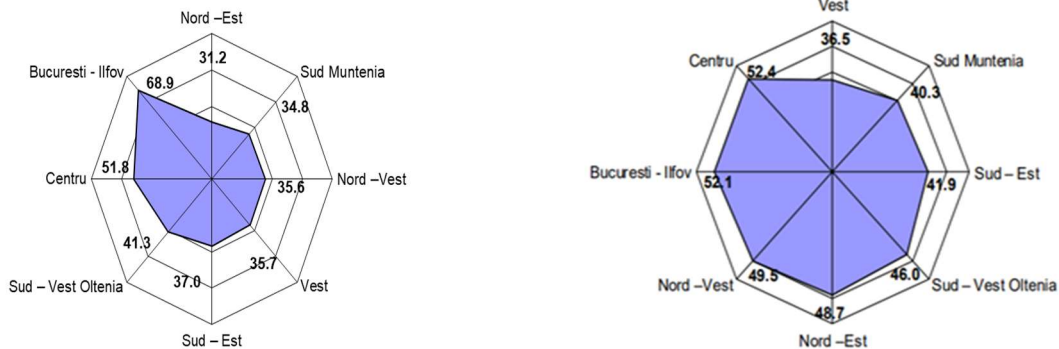 Nord –Est
31.2
Bucuresti - Ilfov
68.9
Sud Muntenia
34.8
Centru
51.8
Nord –Vest
35.6
41.3
Sud – Vest Oltenia
37.0
35.7
Vest
Sud – Est
Vest
36.5
Centru
52.4
Sud Muntenia
40.3
Bucuresti - Ilfov
52.1
41.9
Sud – Est
Nord –Vest
49.5
46.0
Sud – Vest Oltenia
48.7
Nord –Est